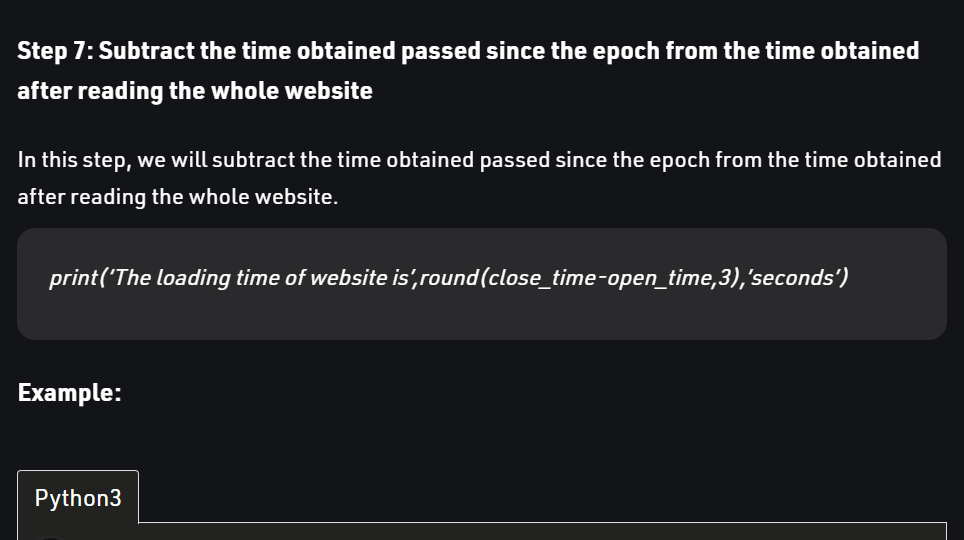 Step 7: Subtract the time obtained passed since the epoch from the time obtained
after reading the whole website
In this step, we will subtract the time obtained passed since the epoch from the time obtained
after reading the whole website.
print(‘The loading time of website is’,round(close_time-open_time,3),’seconds’)
Example:
Python3